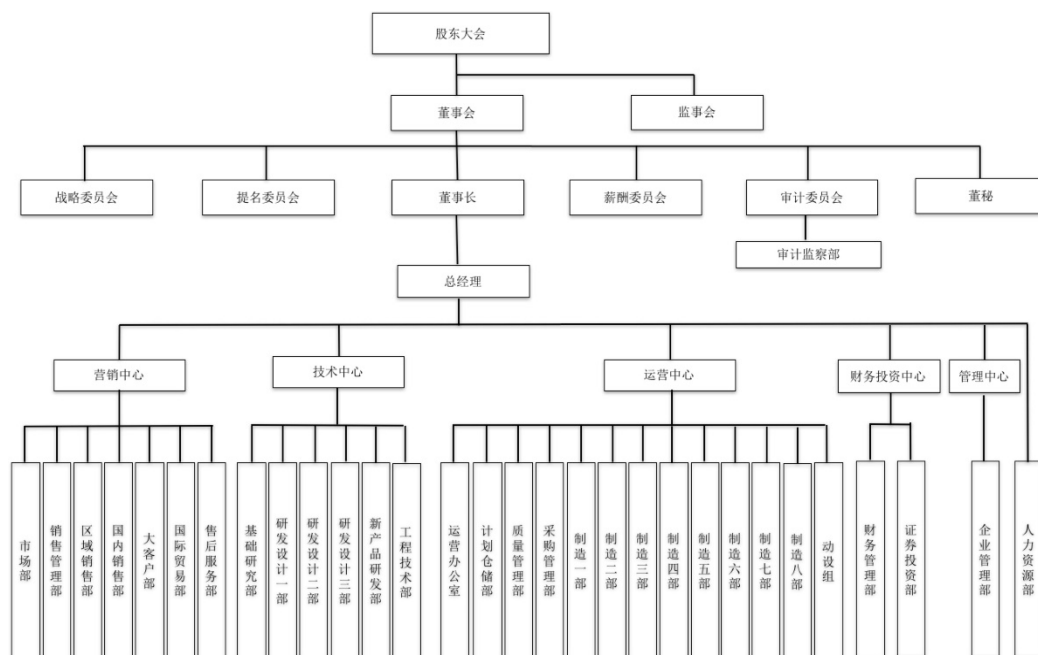 股东大会
董事会
监事会
战略委员会
提名委员会
董事长
薪酬委员会
审计委员会
董秘
审计监察部
总经理
营销中心
技术中心
运营中心
财务投资中心
管理中心
市场部
销售管理部
区域销售部
国内销售部
大客户部
国际贸易部
售后服务部
基础研究部
研发设计一部
研发设计二部
研发设计三部
新产品研发部
工程技术部
运营办公室
计划仓储部
质量管理部
采购管理部
制造一部
制造二部
制造三部
制造四部
制造五部
制造六部
制造七部
制造八部
动设组
财务管理部
证券投资部
企业管理部
人力资源部